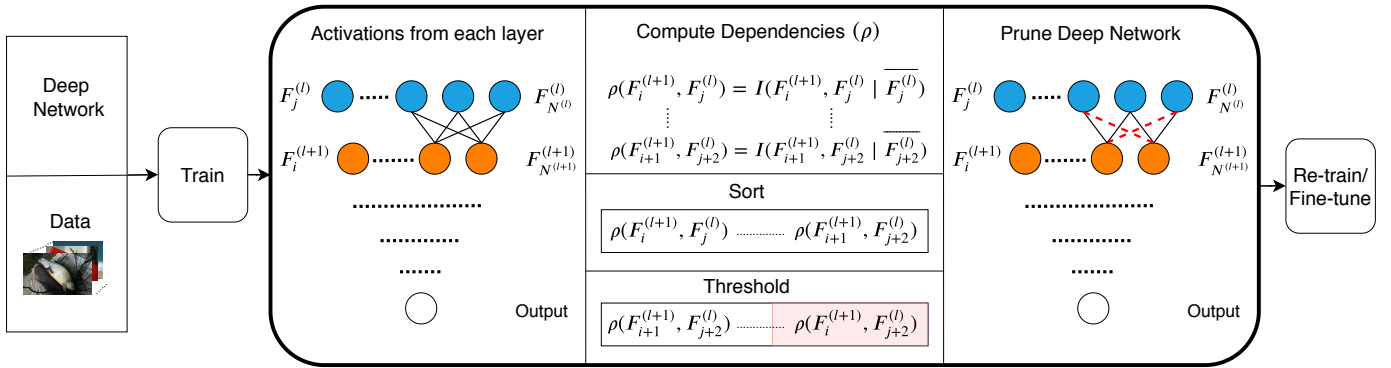 Deep
Network
Data
Train
Activations from each layer
F_j^{(l)} F_{N^{(l)}}^{(l)}
F_i^{(l+1)} F_{N^{(l+1)}}^{(l+1)}
Output
Compute Dependencies (ρ)
ρ(F_i^{(l+1)}, F_j^{(l)}) = I(F_i^{(l+1)}, F_j^{(l)} | \overline{F_j^{(l)}})
ρ(F_{i+1}^{(l+1)}, F_{j+2}^{(l)}) = I(F_{i+1}^{(l+1)}, F_{j+2}^{(l)} | \overline{F_{j+2}^{(l)}})
Sort
ρ(F_i^{(l+1)}, F_j^{(l)}) ............ ρ(F_{i+1}^{(l+1)}, F_{j+2}^{(l)})
Threshold
ρ(F_{i+1}^{(l+1)}, F_{j+2}^{(l)}) ............ ρ(F_i^{(l+1)}, F_{j+2}^{(l)})
Prune Deep Network
F_j^{(l)} F_{N^{(l)}}^{(l)}
F_i^{(l+1)} F_{N^{(l+1)}}^{(l+1)}
Output
Re-train/
Fine-tune